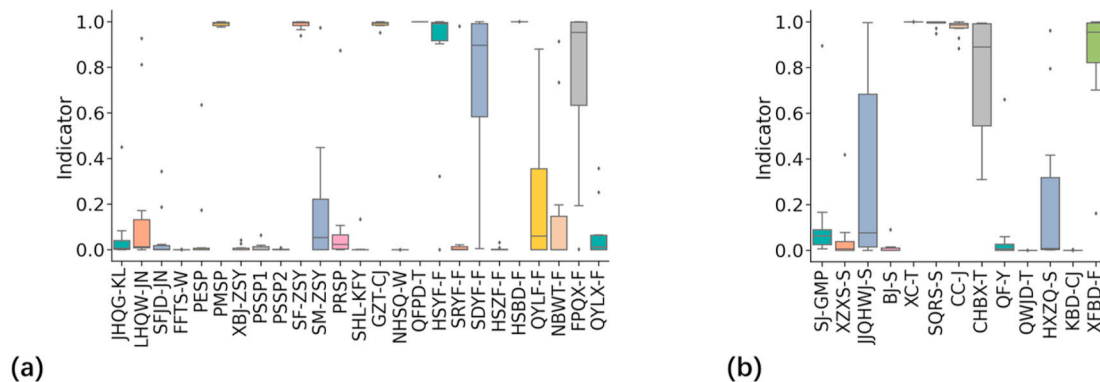 Indicator
1.0
0.8
0.6
0.4
0.2
0.0
JHQG-KL
LHQW-JN
SFJD-JN
FFTS-W
PESP
PMSP
XBJ-ZSY
PSSP1
PSSP2
SF-ZSY
SM-ZSY
PRSP
SHL-KFY
GZT-CJ
NHSQ-W
QFPD-T
HSYF-F
SRYF-F
SDYF-F
HSZF-F
HSBD-F
QYLF-F
NBWT-F
FPQX-F
QYLX-F
(a)
Indicator
1.0
0.8
0.6
0.4
0.2
0.0
SJ-GMP
XZXS-S
JJQHWJ-S
BJ-S
XC-T
SQRS-S
CC-J
CHBX-T
QF-Y
QWJD-T
HXZQ-S
KBD-CJ
XFBD-F
(b)